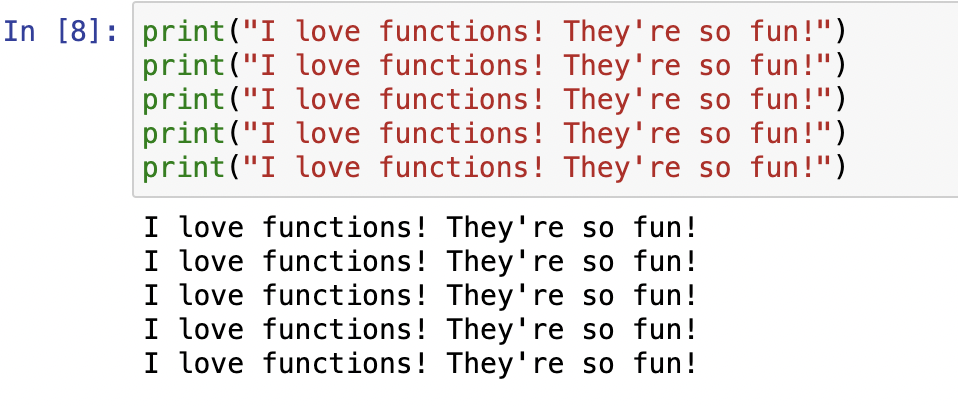 In [8]: print("I love functions! They're so fun!")
print("I love functions! They're so fun!")
print("I love functions! They're so fun!")
print("I love functions! They're so fun!")
print("I love functions! They're so fun!")
I love functions! They're so fun!
I love functions! They're so fun!
I love functions! They're so fun!
I love functions! They're so fun!
I love functions! They're so fun!